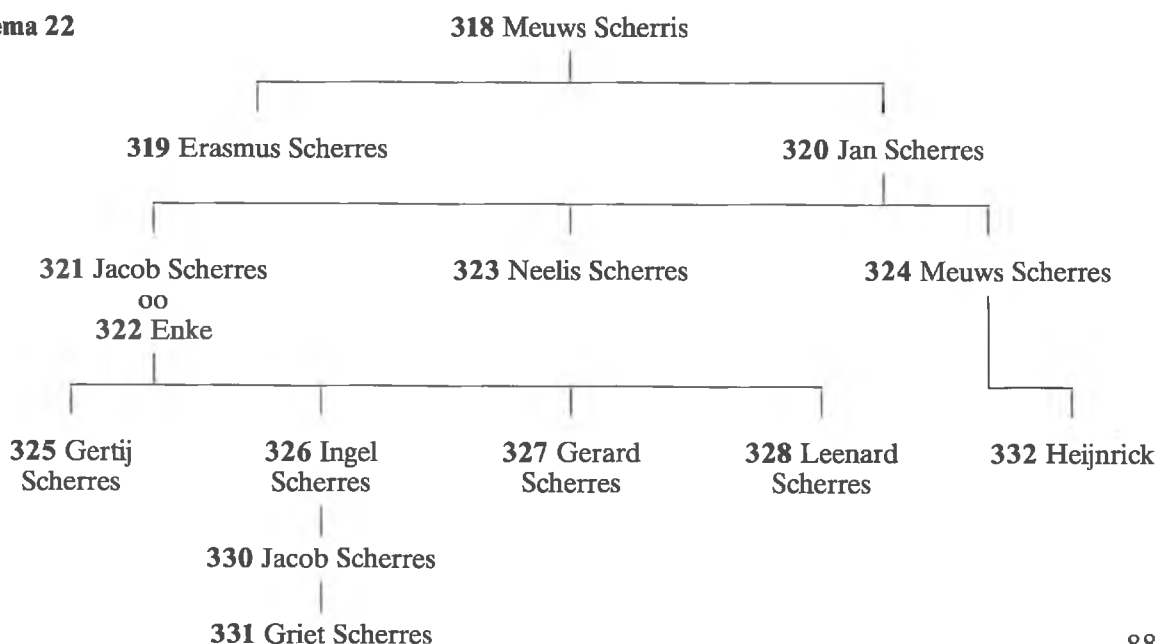 ema 22
318 Meuws Scherris
319 Erasmus Scherres
320 Jan Scherres
321 Jacob Scherres
oo
322 Enke
323 Neelis Scherres
324 Meuws Scherres
325 Gertij
Scherres
326 Ingel
Scherres
327 Gerard
Scherres
328 Leenard
Scherres
332 Heijnrick
330 Jacob Scherres
331 Griet Scherres